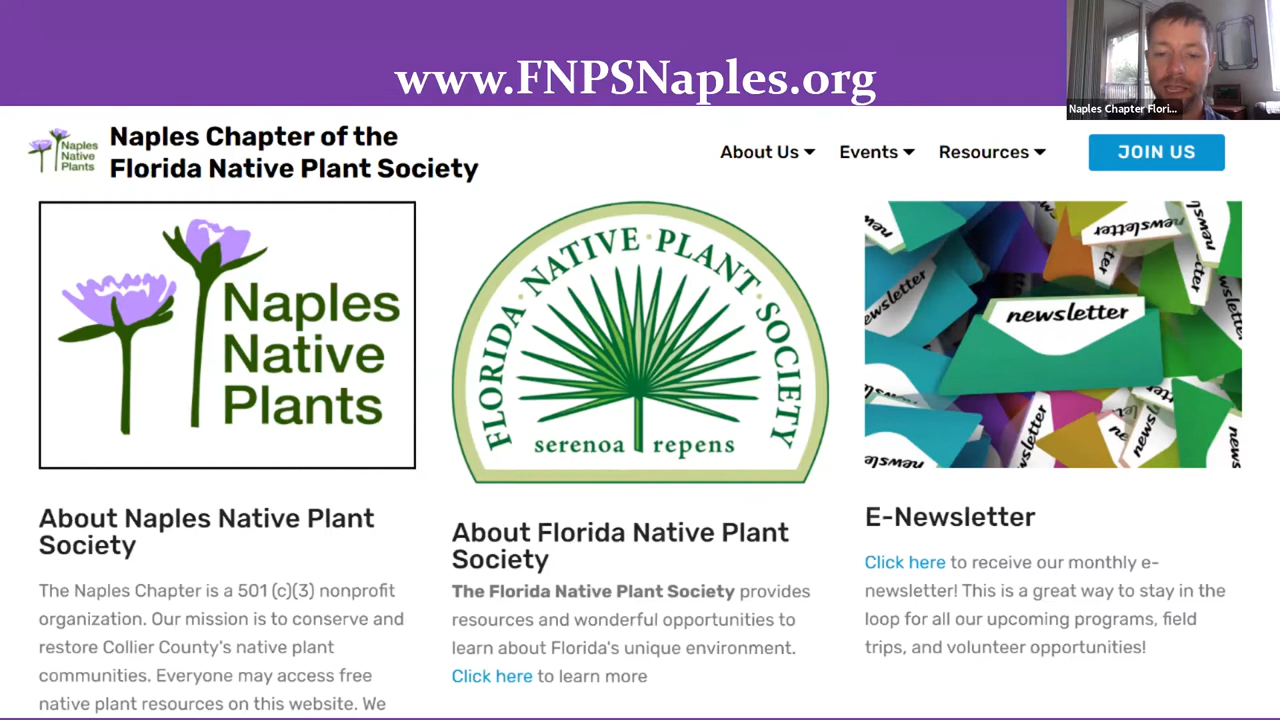 www.FNPSNaples.org
Naples Chapter Flori...
Naples
Native
Plants
Naples Chapter of the
Florida Native Plant Society
About Us
Events
Resources
JOIN US
Naples
Native
Plants
FLORIDA · NATIVE · PLANT · SOCIETY
serenoa repens
newsletter
newsletter
newsletter
newsletter
newsletter
About Naples Native Plant
Society
The Naples Chapter is a 501 (c)(3) nonprofit
organization. Our mission is to conserve and
restore Collier County's native plant
communities. Everyone may access free
native plant resources on this website. We
About Florida Native Plant
Society
The Florida Native Plant Society provides
resources and wonderful opportunities to
learn about Florida's unique environment.
Click here to learn more
E-Newsletter
Click here to receive our monthly e-
newsletter! This is a great way to stay in the
loop for all our upcoming programs, field
trips, and volunteer opportunities!